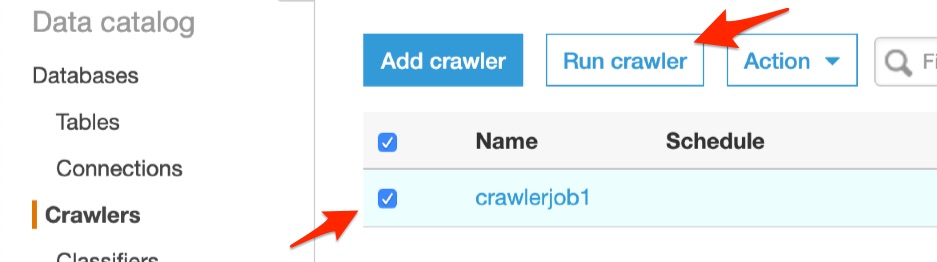 Data catalog
Databases
Tables
Connections
Crawlers
Classifiers
Add crawler
Run crawler
Action
Fi
Name
Schedule
crawlerjob1